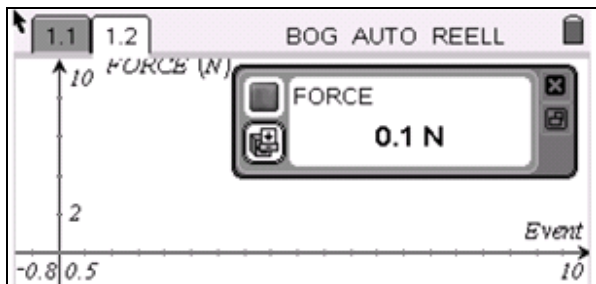 1.1 1.2 BOG AUTO REELL
10 FORCE (N)
FORCE
0.1 N
2
Event
-0.8 0.5 10